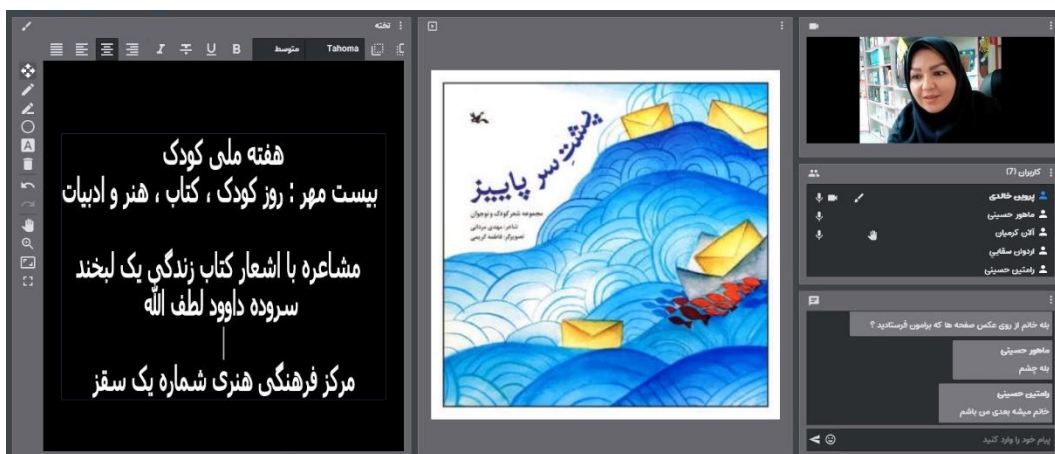 تخته
Tahoma
متوسط
B
U
I
A
هفته ملی کودک
بیست مهر : روز کودک ، کتاب ، هنر و ادبیات
مشاعره با اشعار کتاب زندگی یک لبخند
سروده داوود لطف الله
مرکز فرهنگی هنری شماره یک سقز
پشتِ سر پاییز
مجموعه شعر کودک و نوجوان
شاعر: مهدی مردانی
تصویرگر: فاطمه کریمی
کاربران (7)
پروین خالدی
ماهور حسینی
آلان کرمیان
اردوان سقایی
رامتین حسینی
بله خانم از روی عکس صفحه ها که برامون فرستادید ؟
ماهور حسینی
بله چشم
رامتین حسینی
خانم میشه بعدی من باشم
پیام خود را وارد کنید